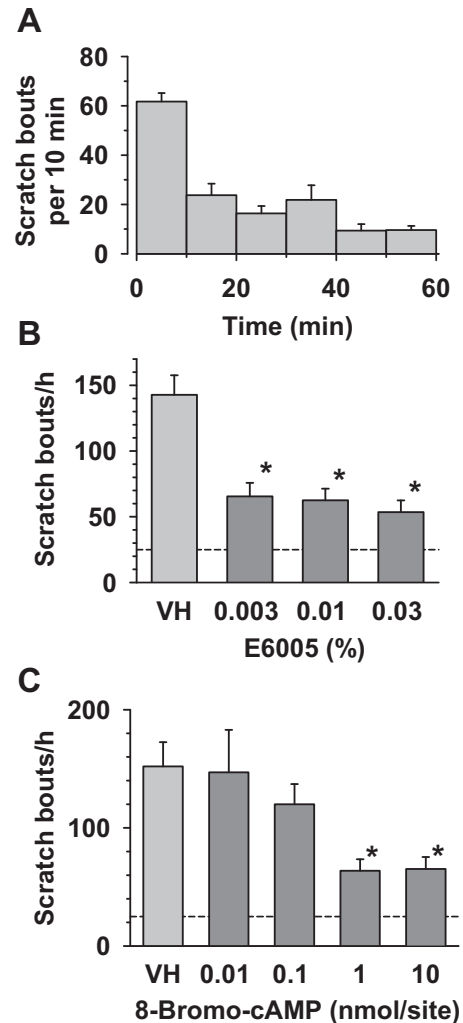 A
Scratch bouts
per 10 min
80
60
40
20
0
0 20 40 60
Time (min)
B
Scratch bouts/h
150
100
50
0
* * *
VH 0.003 0.01 0.03
E6005 (%)
C
Scratch bouts/h
200
100
0
* *
VH 0.01 0.1 1 10
8-Bromo-cAMP (nmol/site)